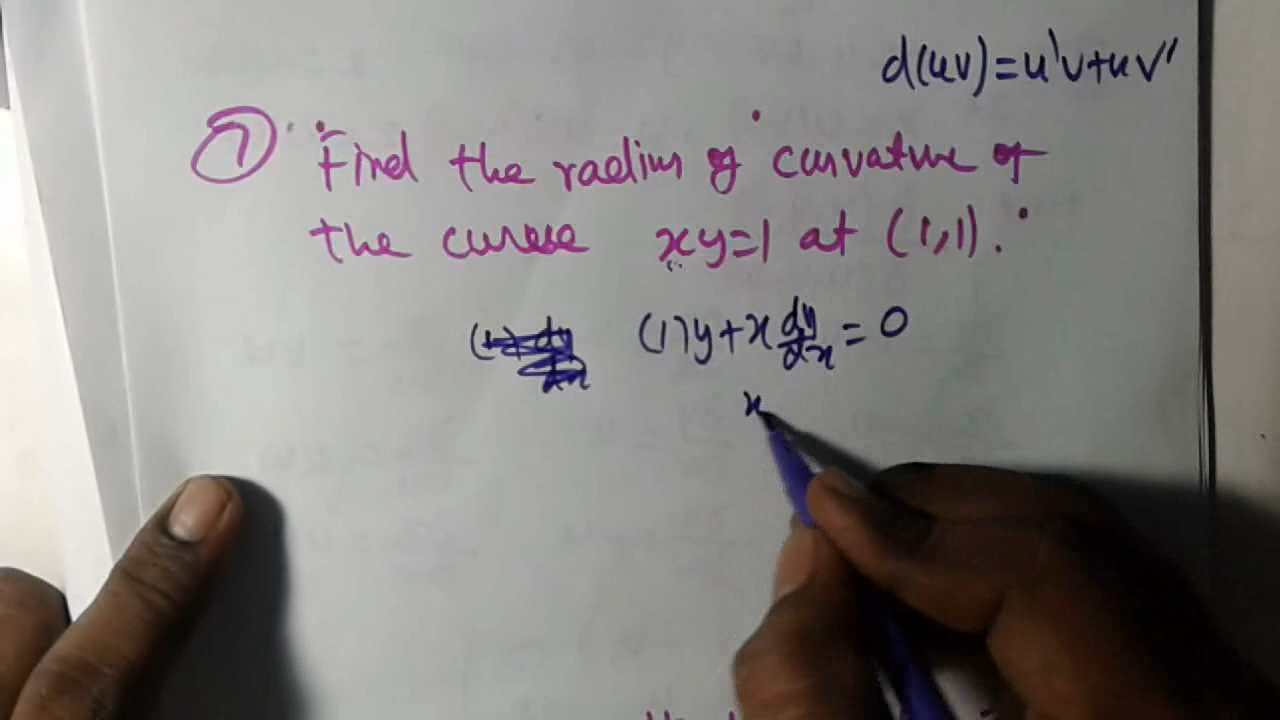 d(uv)=u'v+uv'
⑦ Find the radius of curvature of
the curve xy=1 at (1,1).
(1)y+x dy/dx = 0
x